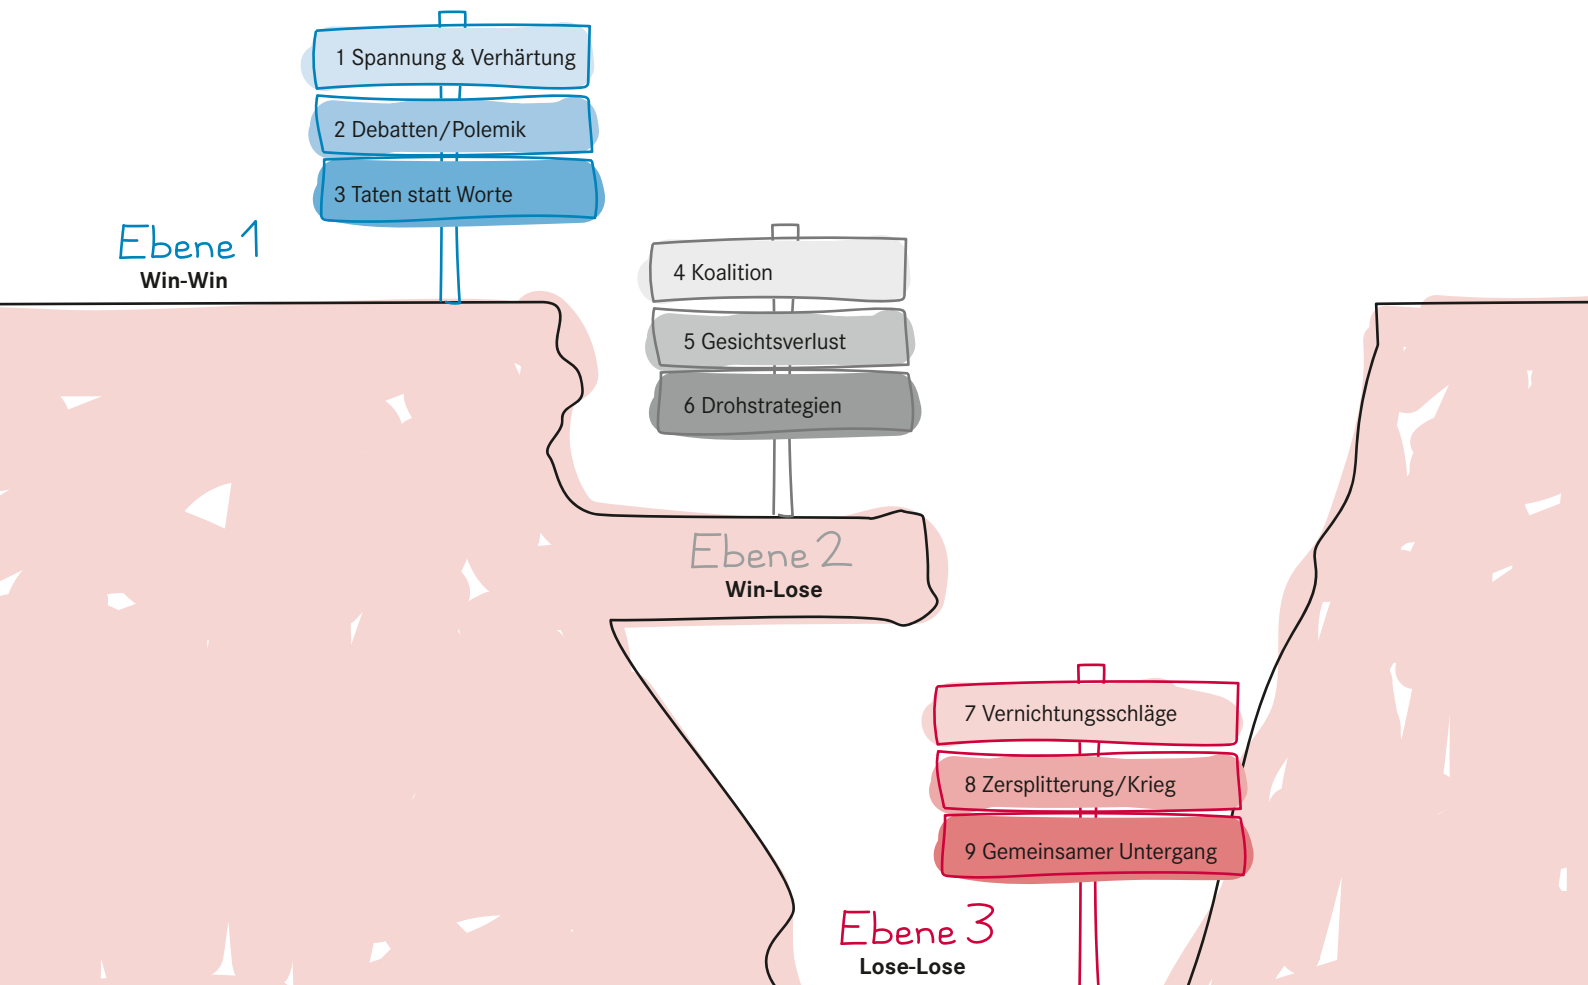 1 Spannung & Verhärtung
2 Debatten/Polemik
3 Taten statt Worte
Ebene 1
Win-Win
4 Koalition
5 Gesichtsverlust
6 Drohstrategien
Ebene 2
Win-Lose
7 Vernichtungsschläge
8 Zersplitterung/Krieg
9 Gemeinsamer Untergang
Ebene 3
Lose-Lose